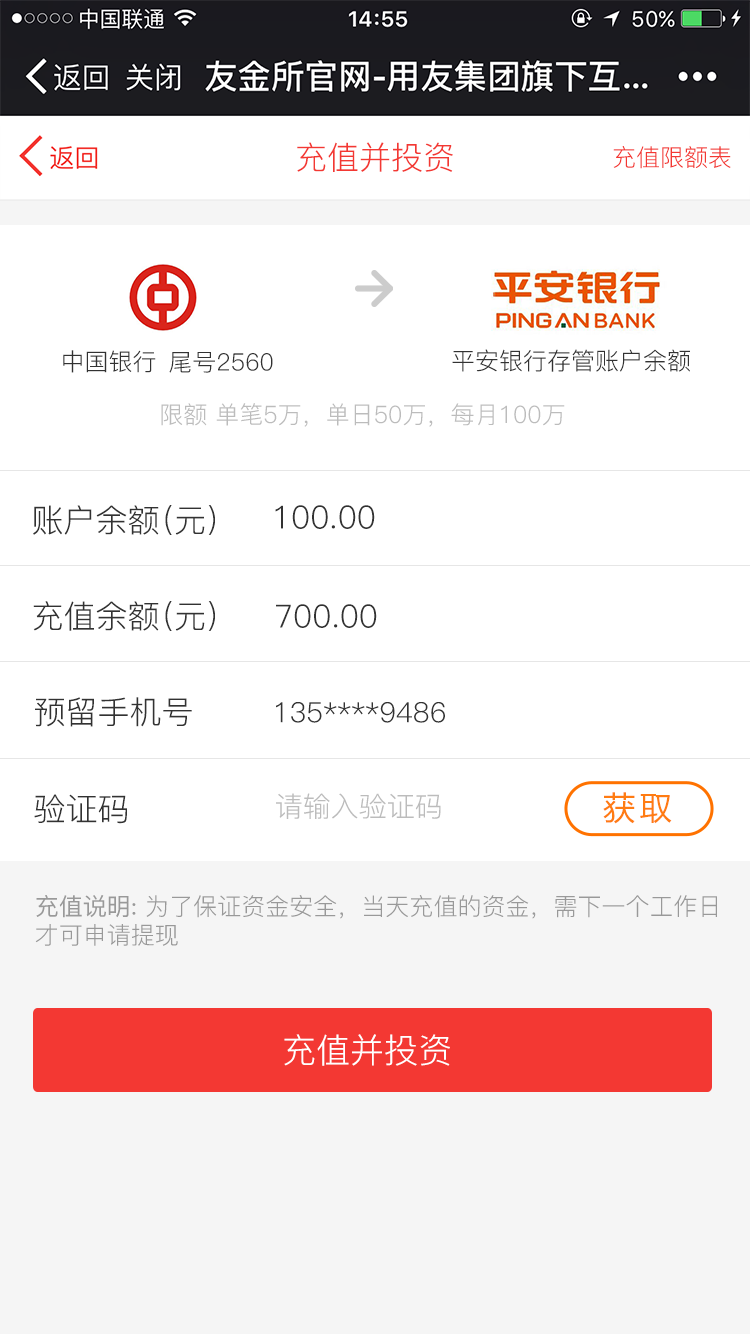 中国联通 14:55 50%
返回 关闭 友金所官网-用友集团旗下互...
返回 充值并投资 充值限额表
平安银行
PINGAN BANK
中国银行 尾号2560 平安银行存管账户余额
限额 单笔5万，单日50万，每月100万
账户余额(元) 100.00
充值余额(元) 700.00
预留手机号 135****9486
验证码 请输入验证码 获取
充值说明: 为了保证资金安全，当天充值的资金，需下一个工作日
才可申请提现
充值并投资